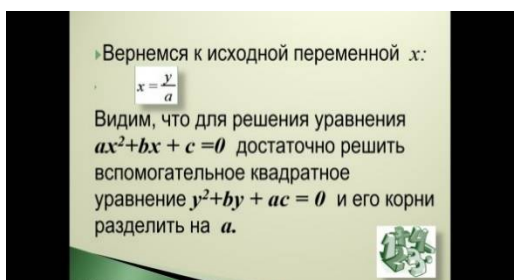 Вернемся к исходной переменной x:
x = y/a
Видим, что для решения уравнения
ax²+bx + c =0 достаточно решить
вспомогательное квадратное
уравнение y²+by + ac = 0 и его корни
разделить на a.